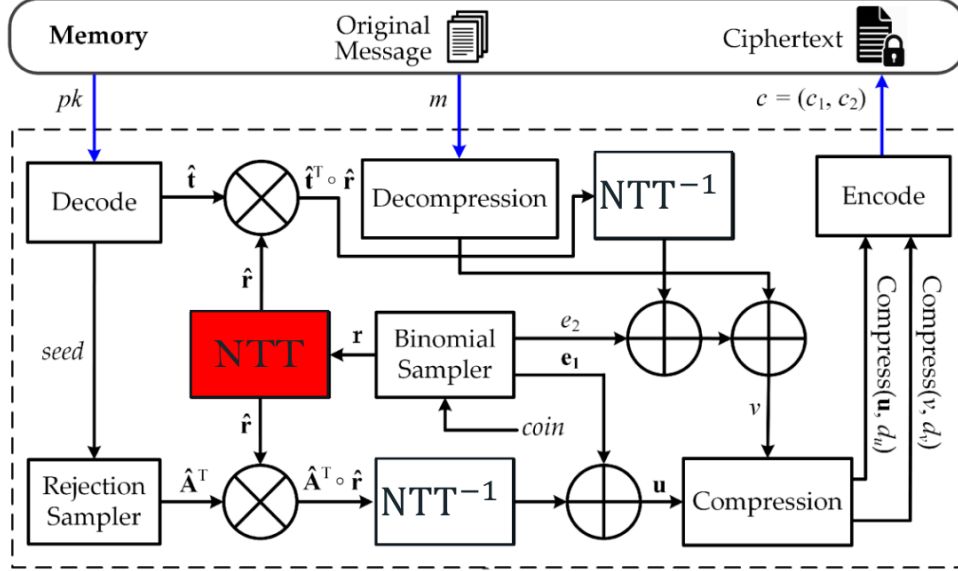 Memory
Original
Message
Ciphertext
pk
m
c = (c₁, c₂)
Decode
t̂
t̂ᵀ ∘ r̂
Decompression
NTT⁻¹
Encode
r̂
seed
NTT
r
Binomial
Sampler
e₂
e₁
coin
r̂
v
Compress(u, dᵤ)
Compress(v, dᵥ)
Rejection
Sampler
Âᵀ
Âᵀ ∘ r̂
NTT⁻¹
u
Compression